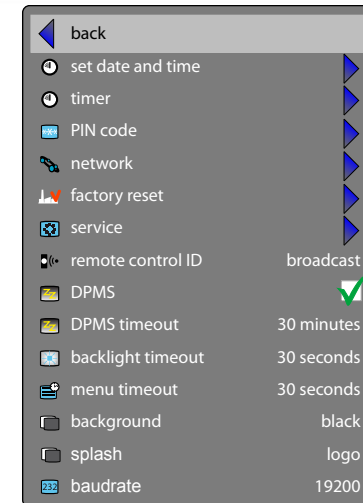 back
set date and time
timer
PIN code
network
factory reset
service
remote control ID broadcast
DPMS
DPMS timeout 30 minutes
backlight timeout 30 seconds
menu timeout 30 seconds
background black
splash logo
232 baudrate 19200